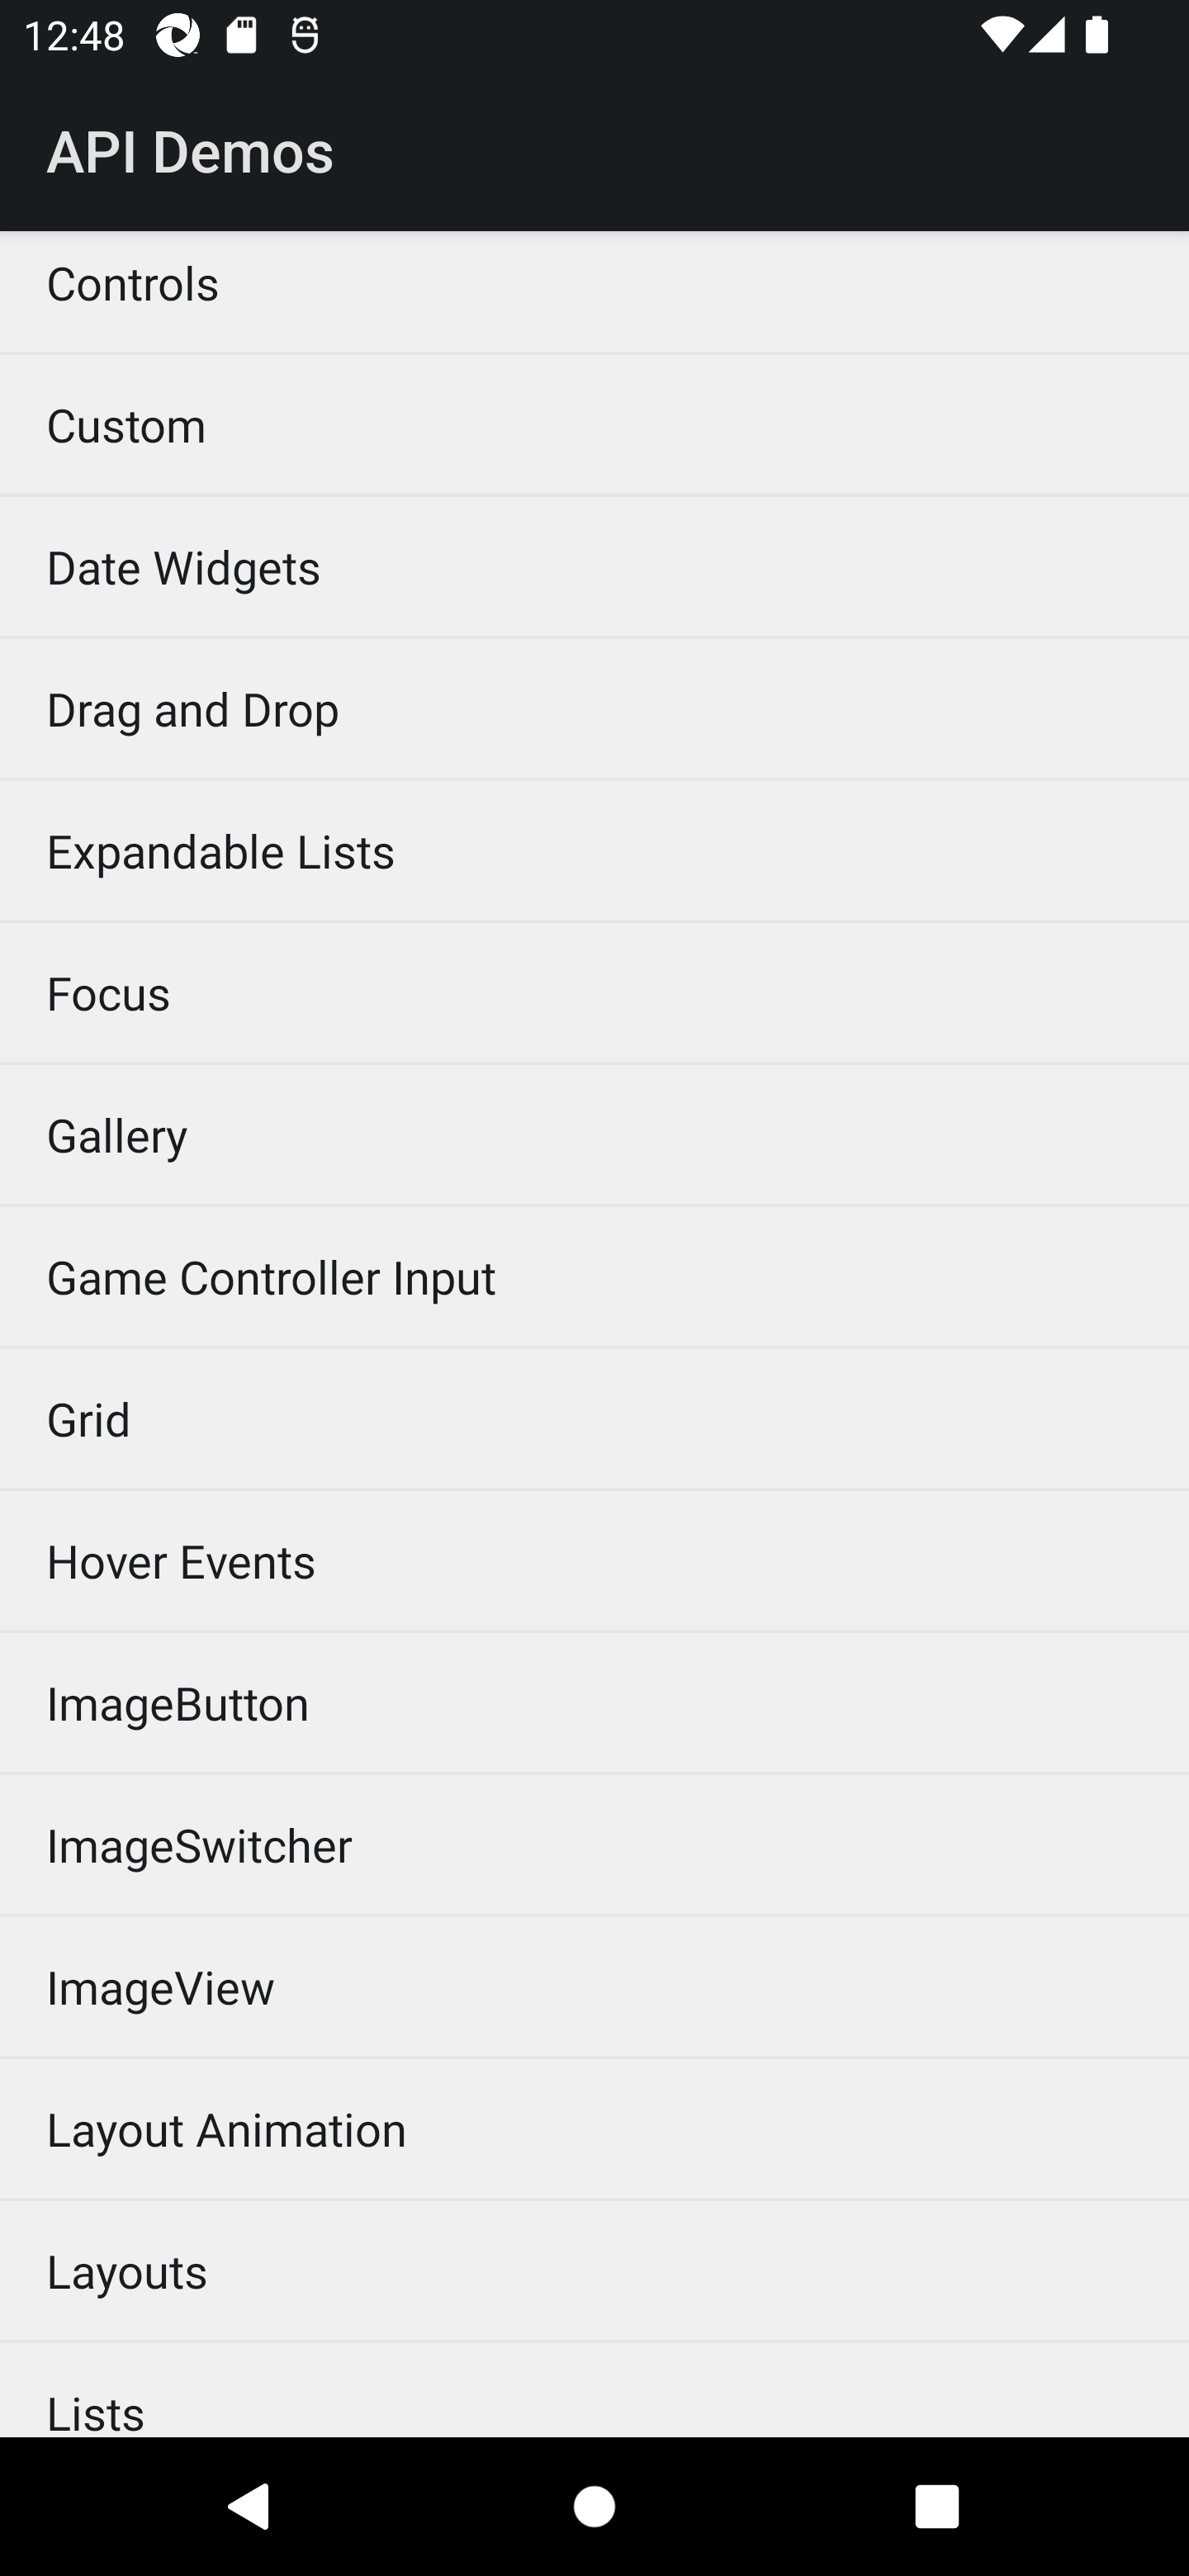 12:48
API Demos
Controls
Custom
Date Widgets
Drag and Drop
Expandable Lists
Focus
Gallery
Game Controller Input
Grid
Hover Events
ImageButton
ImageSwitcher
ImageView
Layout Animation
Layouts
Lists